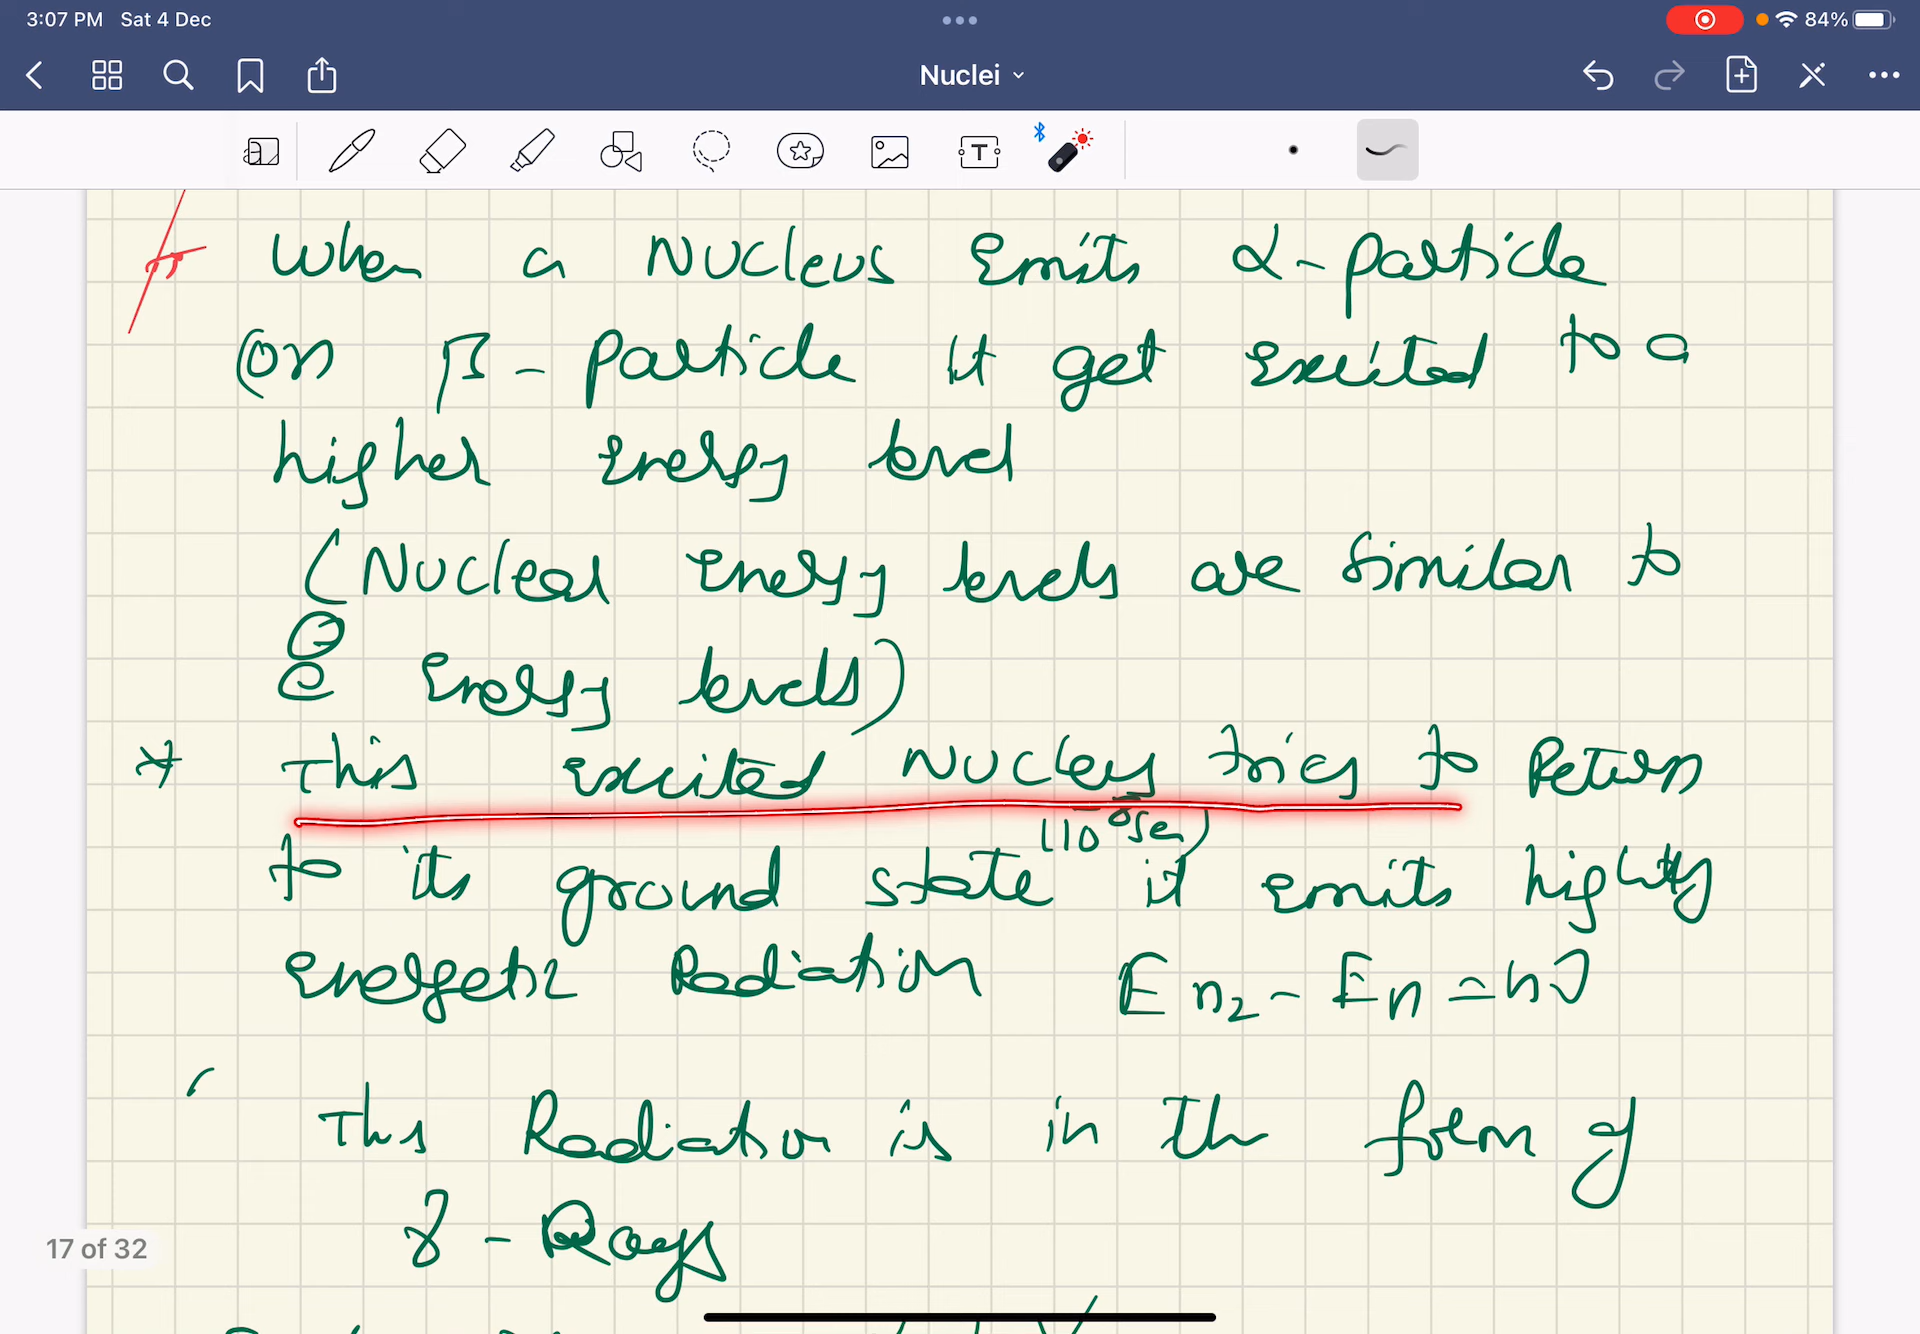 3:07 PM Sat 4 Dec
84%
Nuclei
T
When a Nucleus Emits α-particle
(or β - particle it get excited to a
higher Energy level
(Nuclear Energy levels are similar to
e Energy levels)
* This excited Nucleus tries to Return
to its ground state it emits highly
Energetic Radiation En₂ - En = hν
This Radiation is in the form of
γ - Rays
17 of 32